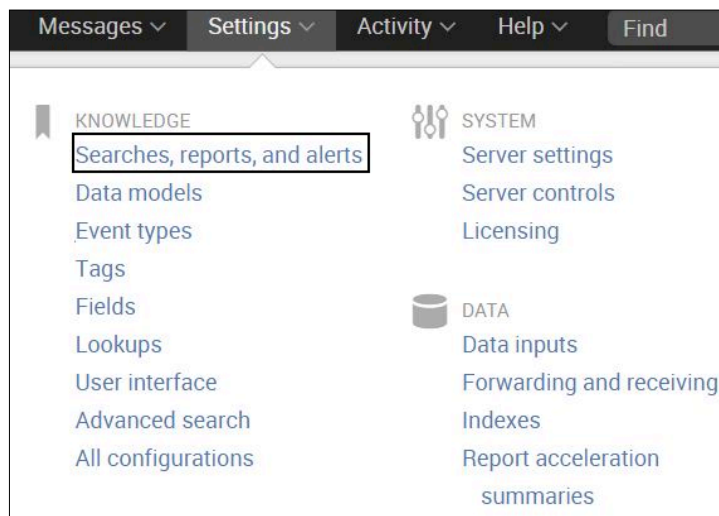 Messages Settings Activity Help Find
KNOWLEDGE
Searches, reports, and alerts
Data models
Event types
Tags
Fields
Lookups
User interface
Advanced search
All configurations
SYSTEM
Server settings
Server controls
Licensing
DATA
Data inputs
Forwarding and receiving
Indexes
Report acceleration
summaries